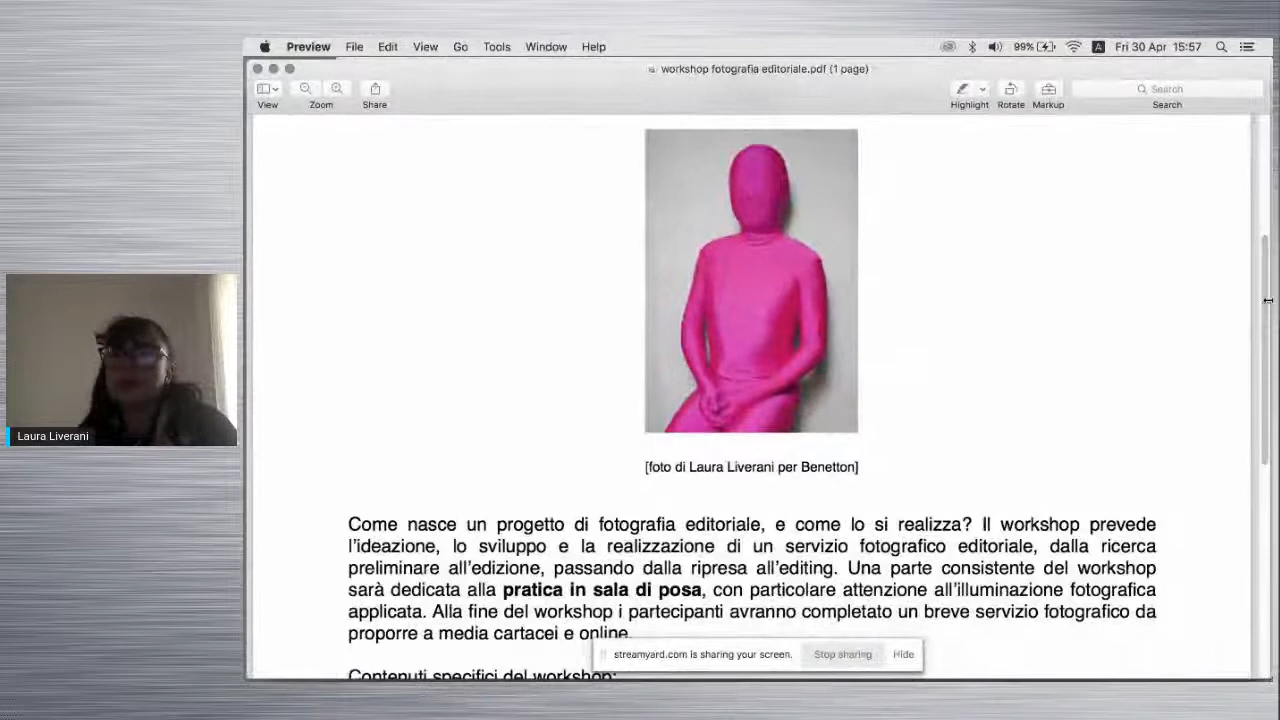 Preview File Edit View Go Tools Window Help 99% A Fri 30 Apr 15:57
workshop fotografia editoriale.pdf (1 page)
Search
View Zoom Share Highlight Rotate Markup Search
[foto di Laura Liverani per Benetton]
Laura Liverani
Come nasce un progetto di fotografia editoriale, e come lo si realizza? Il workshop prevede
l'ideazione, lo sviluppo e la realizzazione di un servizio fotografico editoriale, dalla ricerca
preliminare all'edizione, passando dalla ripresa all'editing. Una parte consistente del workshop
sarà dedicata alla pratica in sala di posa, con particolare attenzione all'illuminazione fotografica
applicata. Alla fine del workshop i partecipanti avranno completato un breve servizio fotografico da
proporre a media cartacei e online.
streamyard.com is sharing your screen. Stop sharing Hide
Contenuti specifici del workshop: